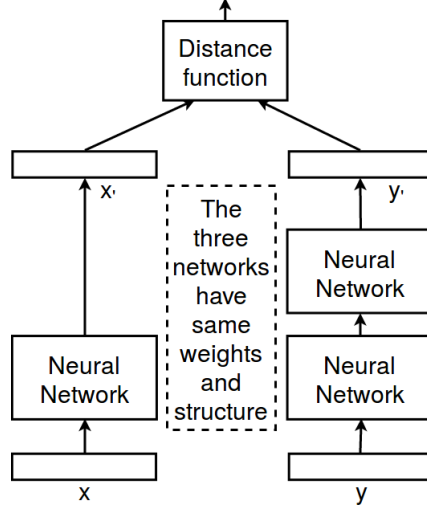 Distance
function
x'
y'
The
three
networks
have
same
weights
and
structure
Neural
Network
Neural
Network
Neural
Network
x
y